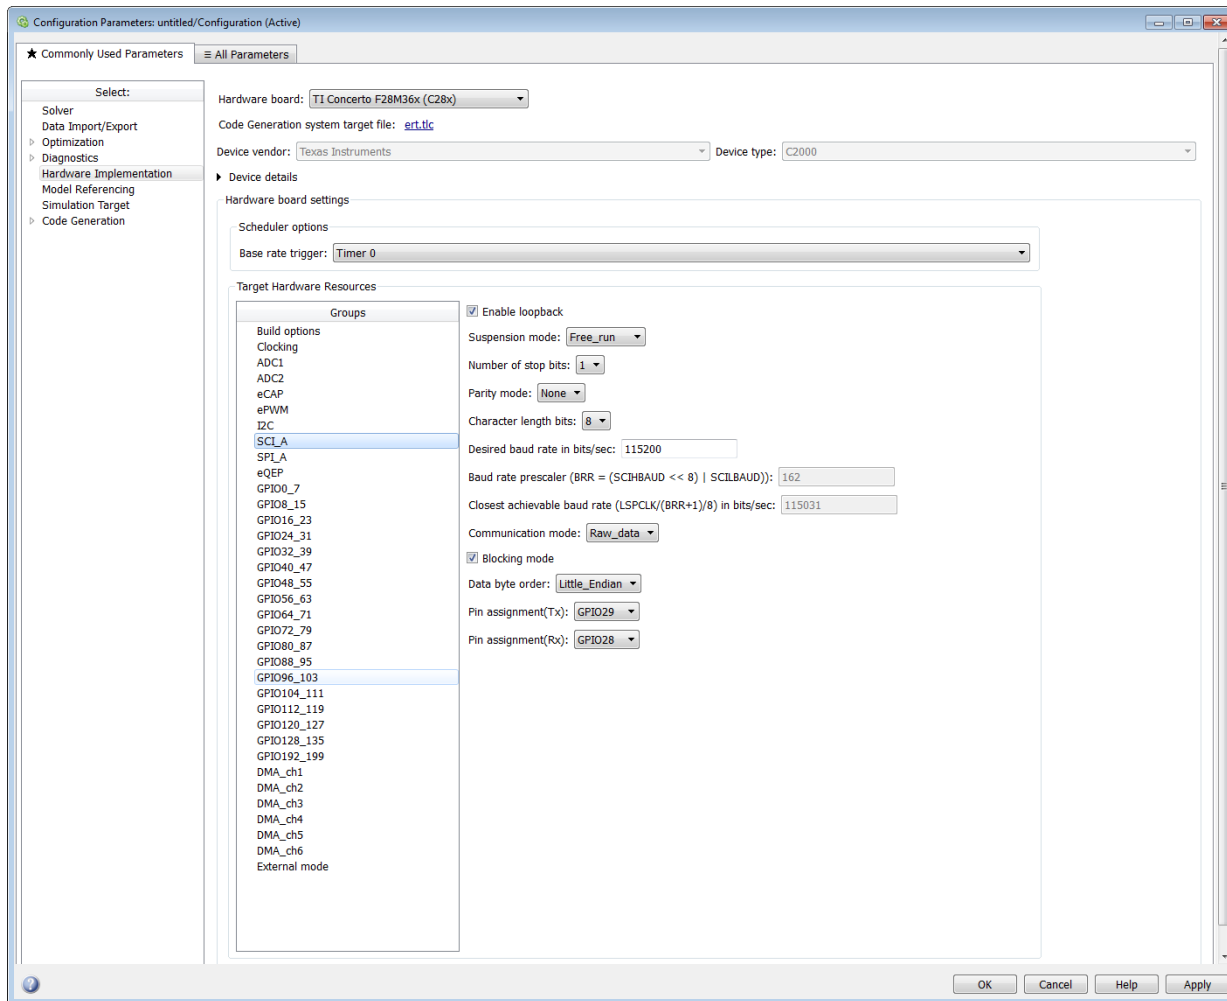 Configuration Parameters: untitled/Configuration (Active)
★ Commonly Used Parameters
≡ All Parameters
Select:
Solver
Data Import/Export
Optimization
Diagnostics
Hardware Implementation
Model Referencing
Simulation Target
Code Generation
Hardware board: TI Concerto F28M36x (C28x)
Code Generation system target file: ert.tlc
Device vendor: Texas Instruments Device type: C2000
Device details
Hardware board settings
Scheduler options
Base rate trigger: Timer 0
Target Hardware Resources
Groups
Build options
Clocking
ADC1
ADC2
eCAP
ePWM
I2C
SCI_A
SPI_A
eQEP
GPIO0_7
GPIO8_15
GPIO16_23
GPIO24_31
GPIO32_39
GPIO40_47
GPIO48_55
GPIO56_63
GPIO64_71
GPIO72_79
GPIO80_87
GPIO88_95
GPIO96_103
GPIO104_111
GPIO112_119
GPIO120_127
GPIO128_135
GPIO192_199
DMA_ch1
DMA_ch2
DMA_ch3
DMA_ch4
DMA_ch5
DMA_ch6
External mode
Enable loopback
Suspension mode: Free_run
Number of stop bits: 1
Parity mode: None
Character length bits: 8
Desired baud rate in bits/sec: 115200
Baud rate prescaler (BRR = (SCIHBAUD << 8) | SCILBAUD)): 162
Closest achievable baud rate (LSPCLK/(BRR+1)/8) in bits/sec: 115031
Communication mode: Raw_data
Blocking mode
Data byte order: Little_Endian
Pin assignment(Tx): GPIO29
Pin assignment(Rx): GPIO28
OK
Cancel
Help
Apply